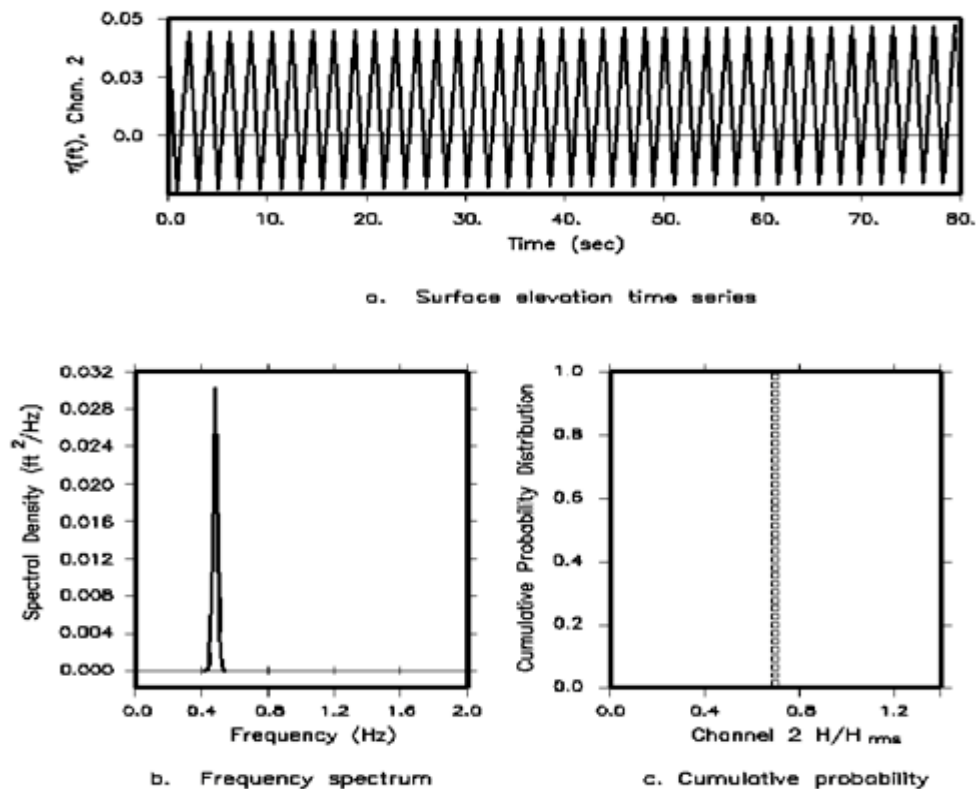 0.05
0.03
0.0
η(ft), Chan. 2
0.0 10. 20. 30. 40. 50. 60. 70. 80.
Time (sec)
a. Surface elevation time series
0.032
0.028
0.024
0.020
0.016
0.012
0.008
0.004
0.000
Spectral Density (ft²/Hz)
0.0 0.4 0.8 1.2 1.6 2.0
Frequency (Hz)
b. Frequency spectrum
1.0
0.8
0.6
0.4
0.2
0.0
Cumulative Probability Distribution
0.0 0.4 0.8 1.2
Channel 2 H/H rms
c. Cumulative probability